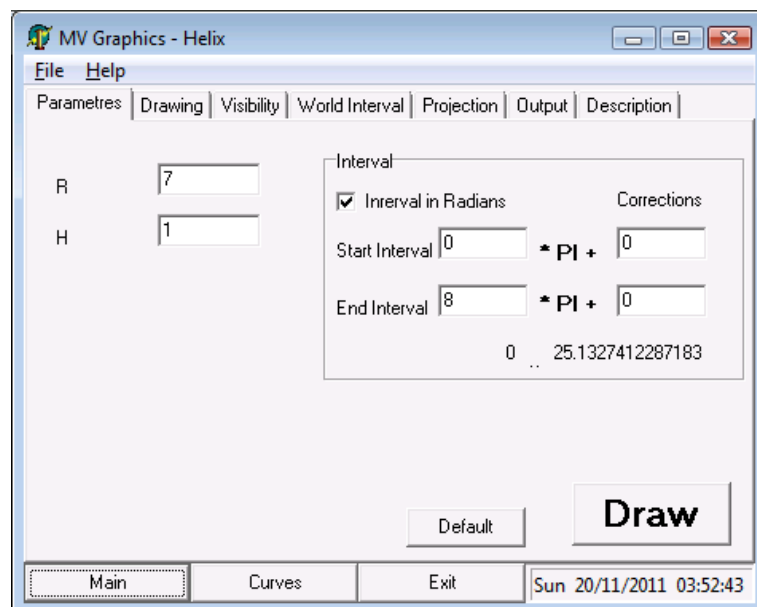 MV Graphics - Helix
File Help
Parametres Drawing Visibility World Interval Projection Output Description
Interval
R 7
Inrerval in Radians Corrections
H 1
Start Interval 0 * PI + 0
End Interval 8 * PI + 0
0 .. 25.1327412287183
Default Draw
Main Curves Exit Sun 20/11/2011 03:52:43